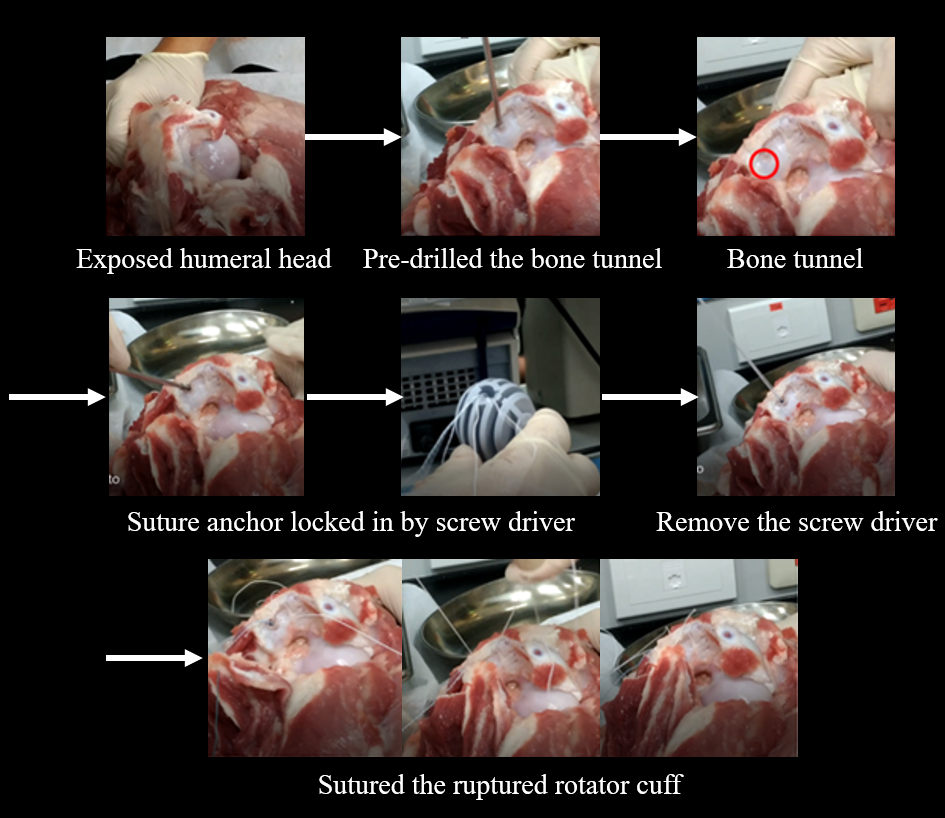 Exposed humeral head
Pre-drilled the bone tunnel
Bone tunnel
to
Suture anchor locked in by screw driver
o
Remove the screw driver
Sutured the ruptured rotator cuff